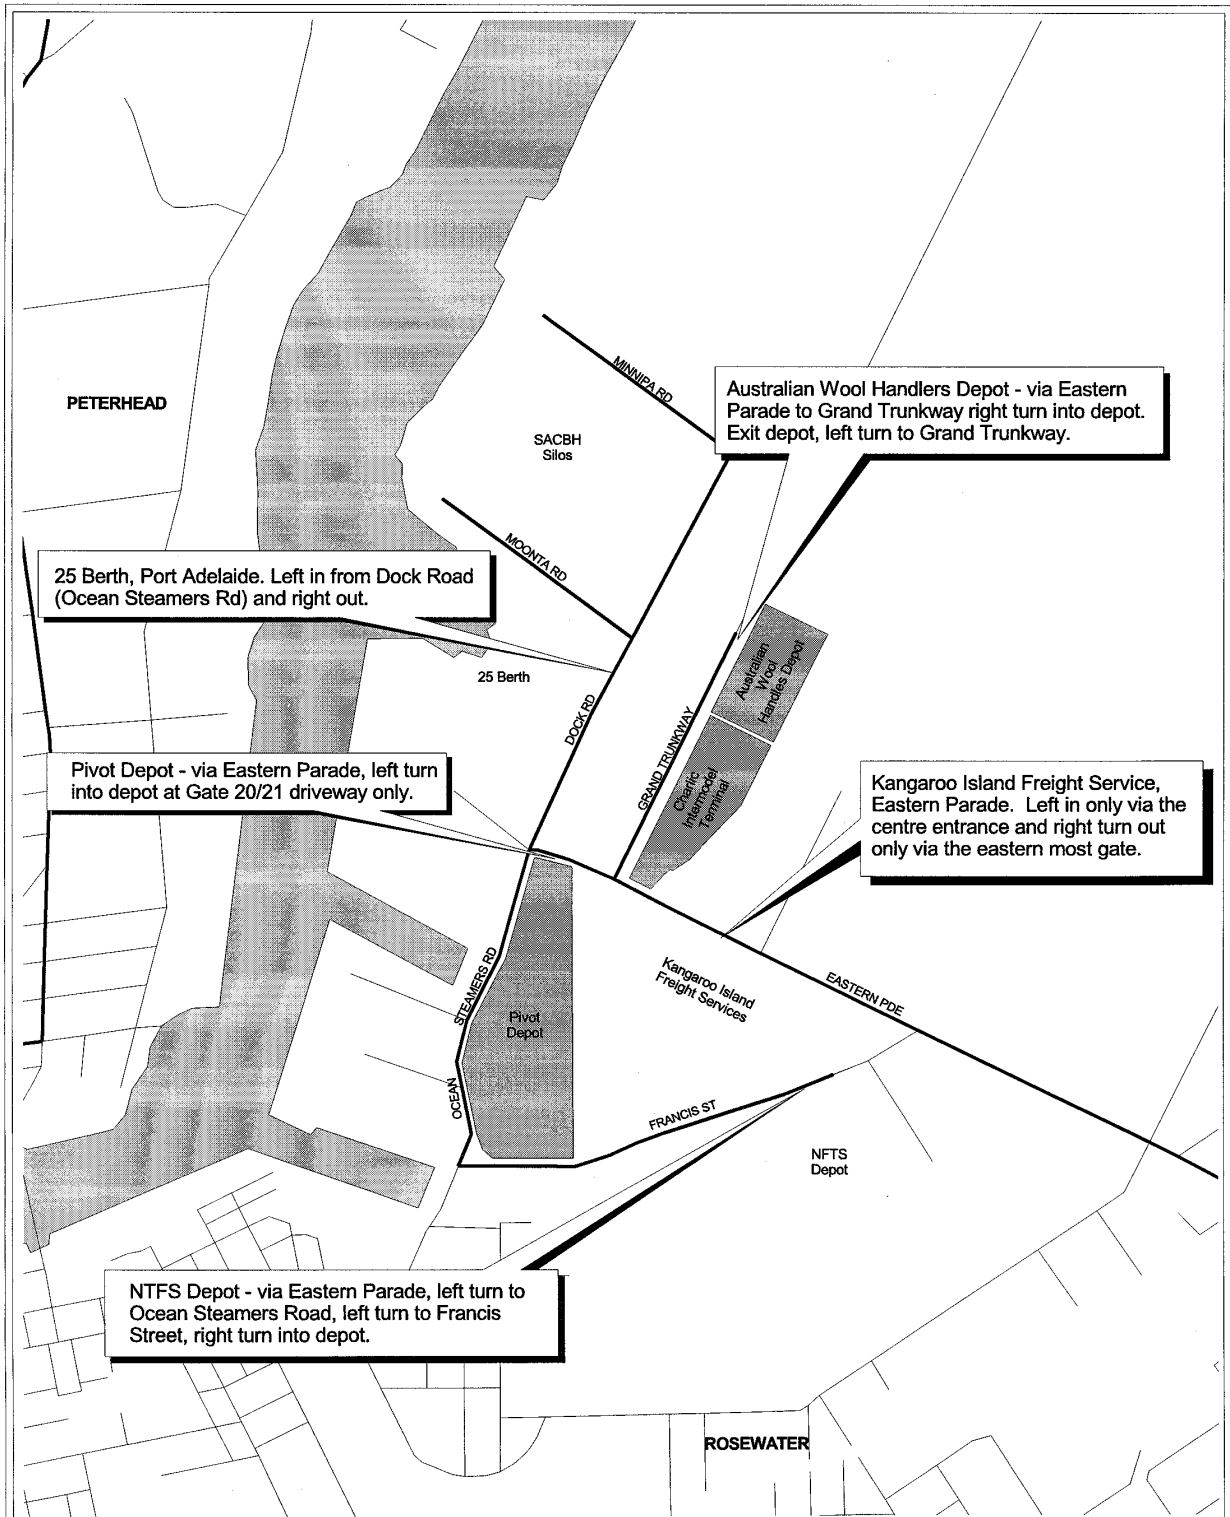 MINNIPA RD
Australian Wool Handlers Depot - via Eastern
Parade to Grand Trunkway right turn into depot.
Exit depot, left turn to Grand Trunkway.
PETERHEAD
SACBH
Silos
MOONTA RD
25 Berth, Port Adelaide. Left in from Dock Road
(Ocean Steamers Rd) and right out.
25 Berth
Australian
Wool
Handles Depot
DOCK RD
GRAND TRUNKWAY
Charlic
Intermodel
Terminal
Pivot Depot - via Eastern Parade, left turn
into depot at Gate 20/21 driveway only.
Kangaroo Island Freight Service,
Eastern Parade. Left in only via the
centre entrance and right turn out
only via the eastern most gate.
STEAMERS RD
Kangaroo Island
Freight Services
EASTERN PDE
Pivot
Depot
OCEAN
FRANCIS ST
NFTS
Depot
NTFS Depot - via Eastern Parade, left turn to
Ocean Steamers Road, left turn to Francis
Street, right turn into depot.
ROSEWATER